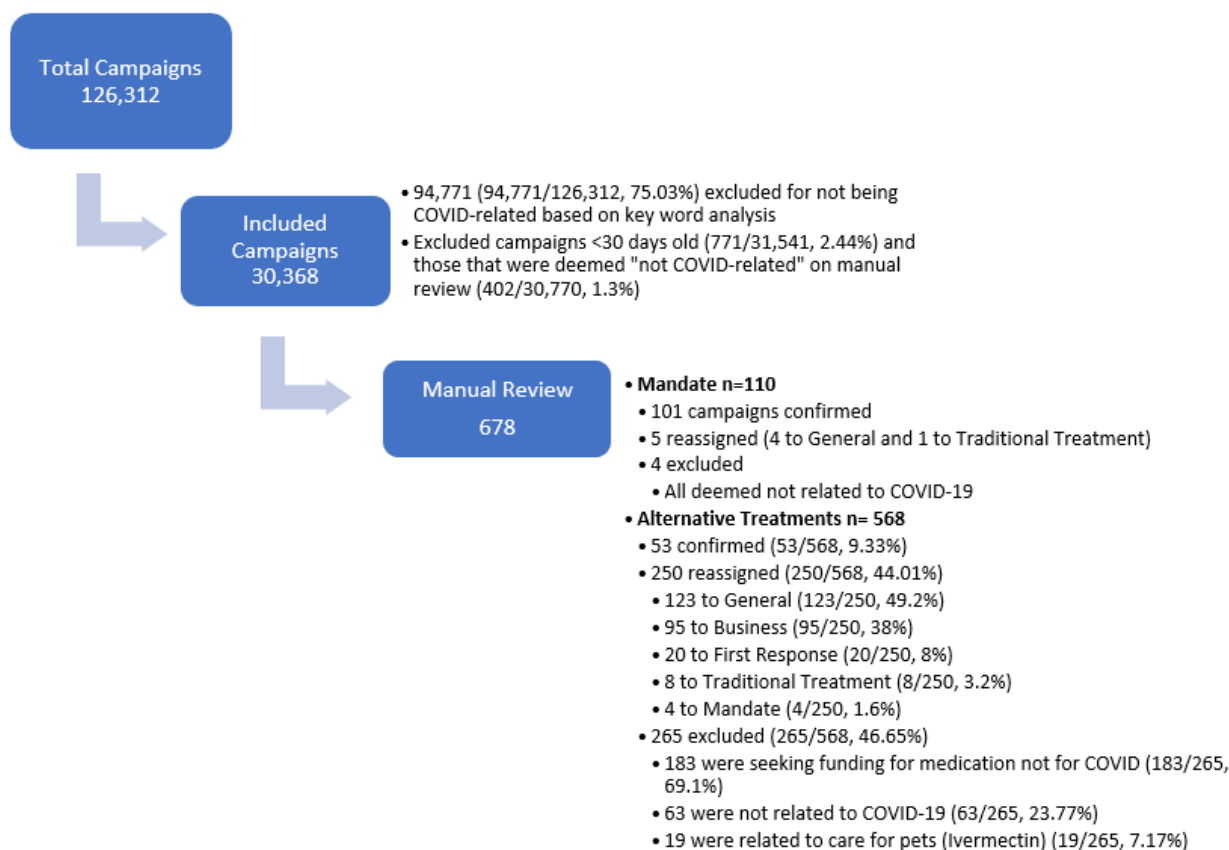 Total Campaigns
126,312
• 94,771 (94,771/126,312, 75.03%) excluded for not being
COVID-related based on key word analysis
• Excluded campaigns <30 days old (771/31,541, 2.44%) and
those that were deemed "not COVID-related" on manual
review (402/30,770, 1.3%)
Included
Campaigns
30,368
Manual Review
678
• Mandate n=110
• 101 campaigns confirmed
• 5 reassigned (4 to General and 1 to Traditional Treatment)
• 4 excluded
• All deemed not related to COVID-19
• Alternative Treatments n= 568
• 53 confirmed (53/568, 9.33%)
• 250 reassigned (250/568, 44.01%)
• 123 to General (123/250, 49.2%)
• 95 to Business (95/250, 38%)
• 20 to First Response (20/250, 8%)
• 8 to Traditional Treatment (8/250, 3.2%)
• 4 to Mandate (4/250, 1.6%)
• 265 excluded (265/568, 46.65%)
• 183 were seeking funding for medication not for COVID (183/265,
69.1%)
• 63 were not related to COVID-19 (63/265, 23.77%)
• 19 were related to care for pets (Ivermectin) (19/265, 7.17%)